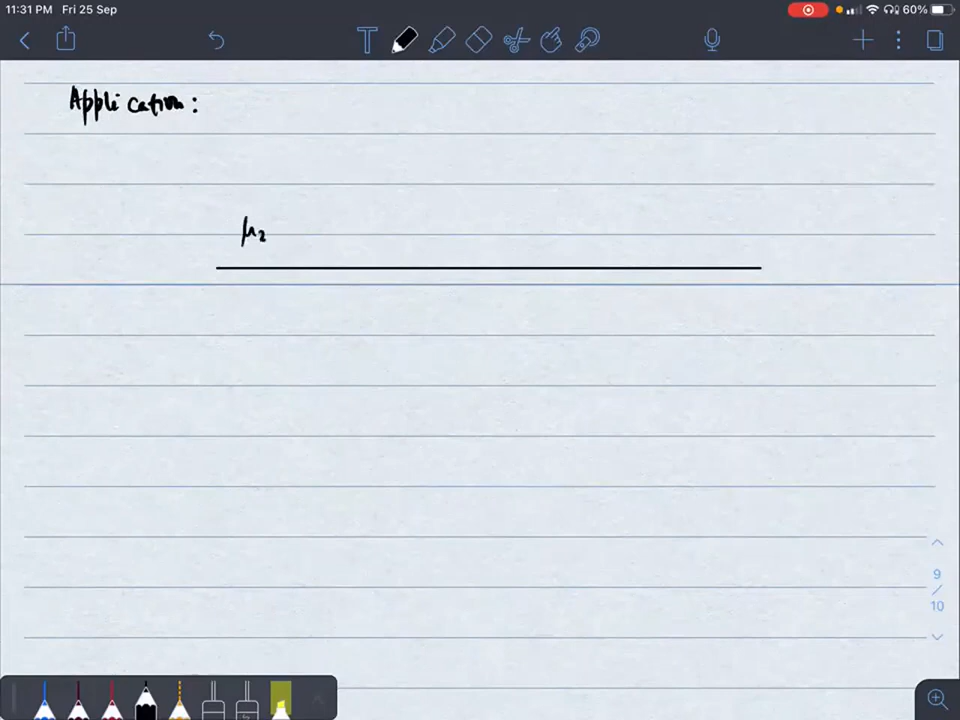 11:31 PM Fri 25 Sep 60%
T
Application:
μ₂
9
/
10